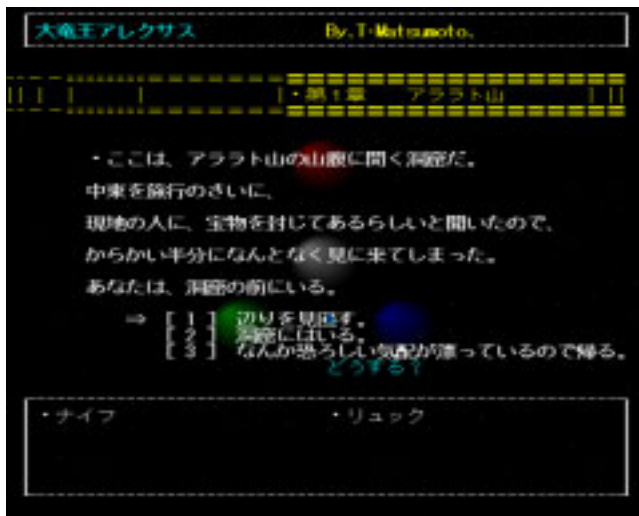 大竜王アレクサス By.T・Matsumoto.
・第1章 アララト山
・ここは、アララト山の山腹に開く洞窟だ。
中東を旅行のさいに、
現地の人に、宝物を封じてあるらしいと聞いたので、
からかい半分になんとなく見に来てしまった。
あなたは、洞窟の前にいる。
⇒ [ 1 ] 辺りを見回す。
[ 2 ] 洞窟にはいる。
[ 3 ] なんか恐ろしい気配が漂っているので帰る。
どうする?
・ナイフ ・リュック